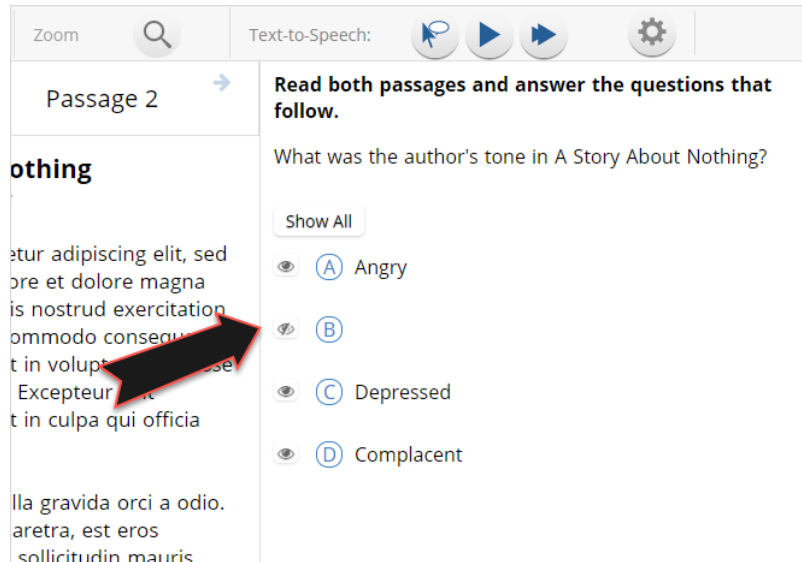 Zoom
Text-to-Speech:
Passage 2
othing
etur adipiscing elit, sed
ore et dolore magna
is nostrud exercitation
ommodo
t in
Excepteur
t in culpa qui officia
lla gravida orci a odio.
aretra, est eros
sollicitudin mauris
Read both passages and answer the questions that
follow.
What was the author's tone in A Story About Nothing?
Show All
A Angry
B
C Depressed
D Complacent